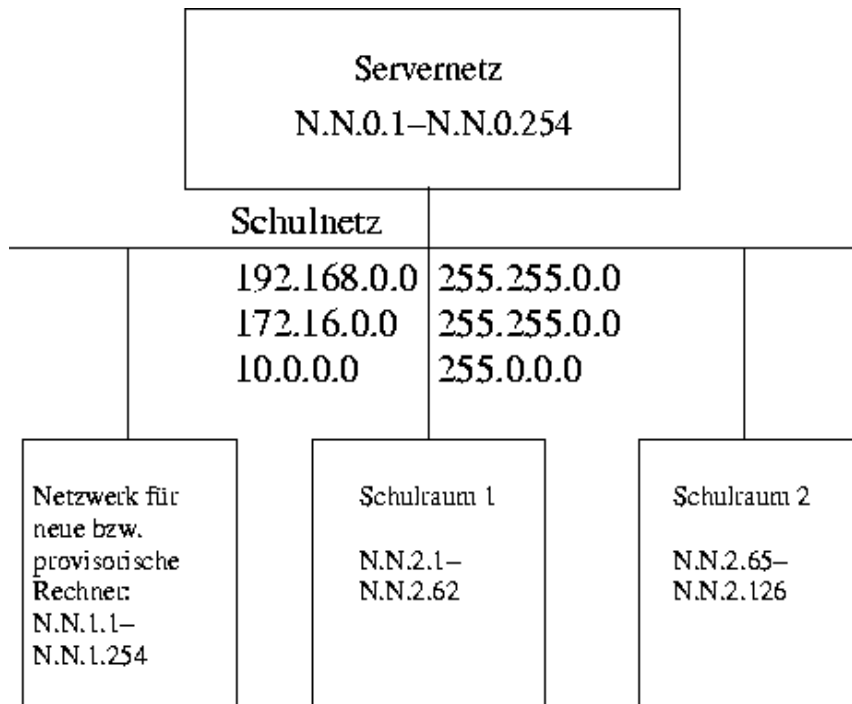 Servernetz
N.N.0.1–N.N.0.254
Schulnetz
192.168.0.0 255.255.0.0
172.16.0.0 255.255.0.0
10.0.0.0 255.0.0.0
Netzwerk für
neue bzw.
provisorische
Rechner:
N.N.1.1–
N.N.1.254
Schulraum 1
N.N.2.1–
N.N.2.62
Schulraum 2
N.N.2.65–
N.N.2.126